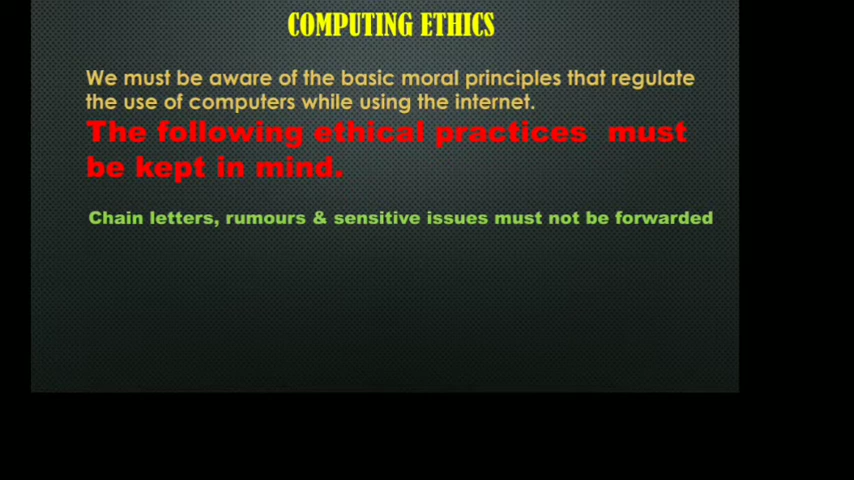 COMPUTING ETHICS
We must be aware of the basic moral principles that regulate
the use of computers while using the internet.
The following ethical practices must
be kept in mind.
Chain letters, rumours & sensitive issues must not be forwarded